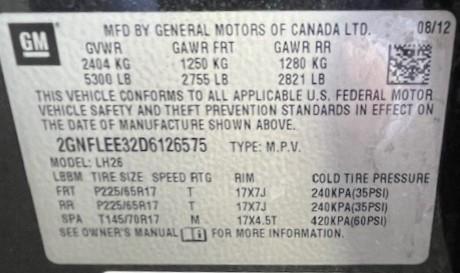 GM
MFD BY GENERAL MOTORS OF CANADA LTD. 08/12
GVWR GAWR FRT GAWR RR
2404 KG 1250 KG 1280 KG
5300 LB 2755 LB 2821 LB
THIS VEHICLE CONFORMS TO ALL APPLICABLE U.S. FEDERAL MOTOR
VEHICLE SAFETY AND THEFT PREVENTION STANDARDS IN EFFECT ON
THE DATE OF MANUFACTURE SHOWN ABOVE.
2GNFLEE32D6126575 TYPE: M.P.V.
MODEL: LH26
LBBM TIRE SIZE SPEED RTG RIM COLD TIRE PRESSURE
FRT P225/65R17 T 17X7J 240KPA(35PSI)
RR P225/65R17 T 17X7J 240KPA(35PSI)
SPA T145/70R17 M 17X4.5T 420KPA(60PSI)
SEE OWNER'S MANUAL FOR MORE INFORMATION.